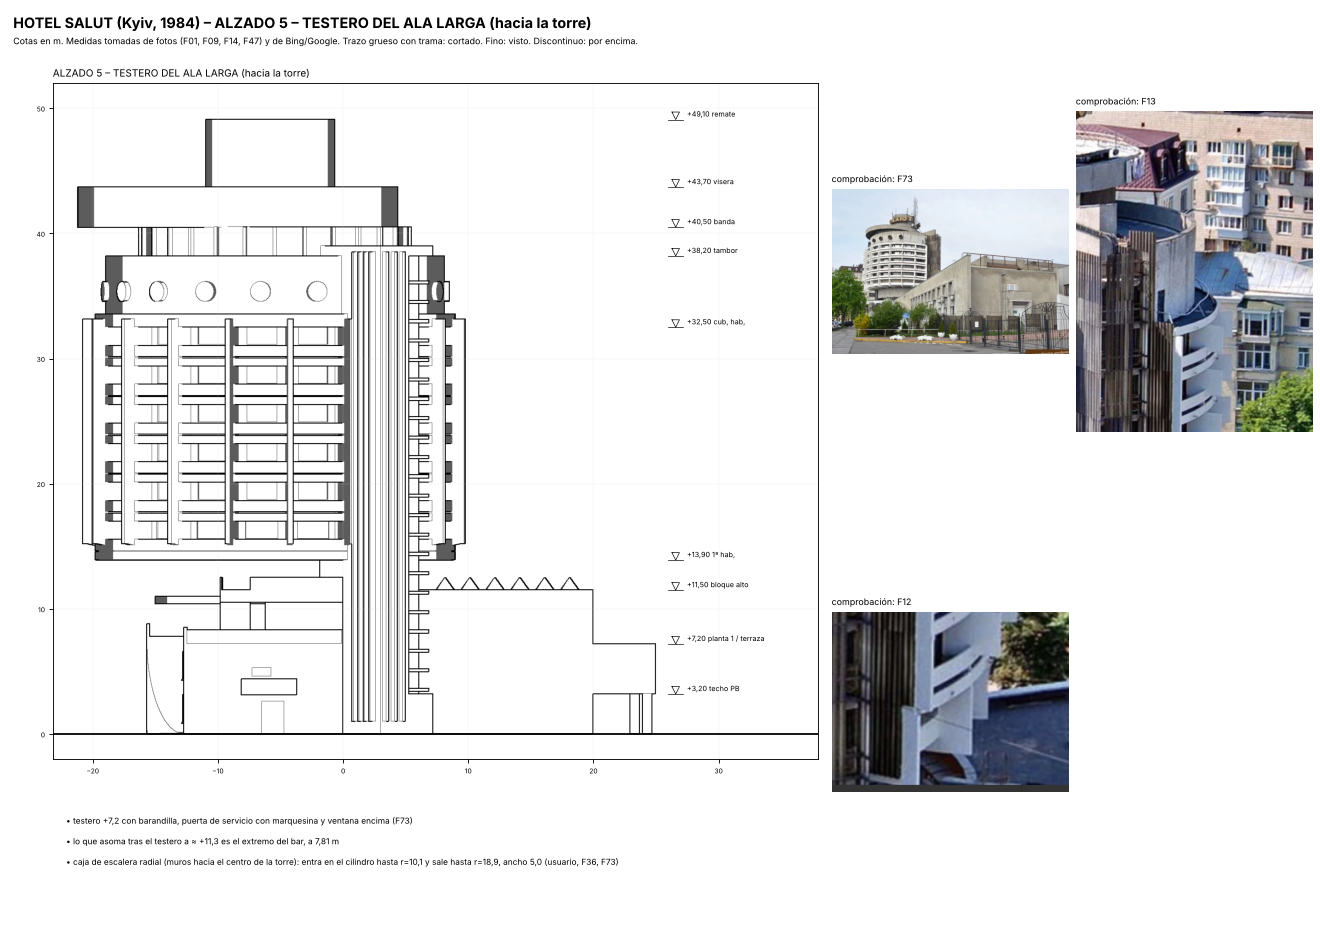 HOTEL SALUT (Kyiv, 1984) – ALZADO 5 – TESTERO DEL ALA LARGA (hacia la torre)
Cotas en m. Medidas tomadas de fotos (F01, F09, F14, F47) y de Bing/Google. Trazo grueso con trama: cortado. Fino: visto. Discontinuo: por encima.
ALZADO 5 – TESTERO DEL ALA LARGA (hacia la torre)
50
40
30
20
10
0
−20
−10
0
10
20
30
+49,10 remate
+43,70 visera
+40,50 banda
+38,20 tambor
+32,50 cub, hab,
+13,90 1ª hab,
+11,50 bloque alto
+7,20 planta 1 / terraza
+3,20 techo PB
comprobación: F73
comprobación: F13
comprobación: F12
• testero +7,2 con barandilla, puerta de servicio con marquesina y ventana encima (F73)
• lo que asoma tras el testero a ≈ +11,3 es el extremo del bar, a 7,81 m
• caja de escalera radial (muros hacia el centro de la torre): entra en el cilindro hasta r=10,1 y sale hasta r=18,9, ancho 5,0 (usuario, F36, F73)